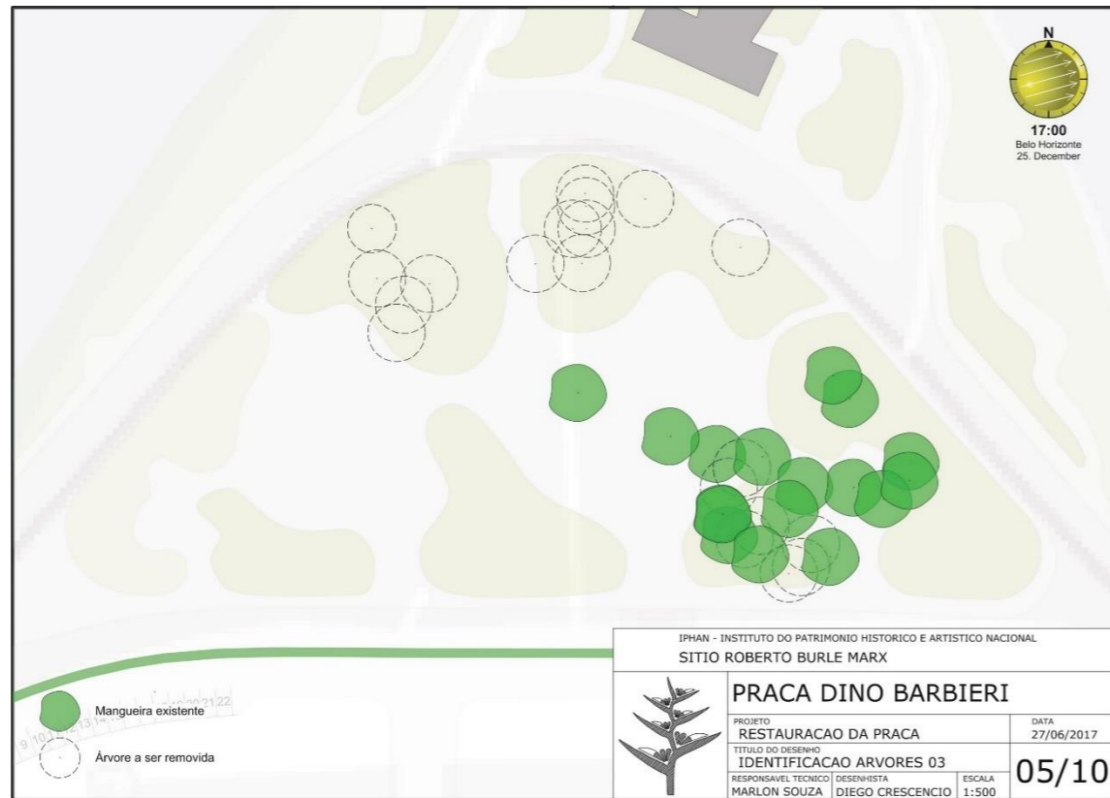 N
17:00
Belo Horizonte
25. December
Mangueira existente
Árvore a ser removida
IPHAN - INSTITUTO DO PATRIMONIO HISTORICO E ARTISTICO NACIONAL
SITIO ROBERTO BURLE MARX
PRACA DINO BARBIERI
PROJETO
RESTAURACAO DA PRACA
DATA
27/06/2017
TITULO DO DESENHO
IDENTIFICACAO ARVORES 03
RESPONSAVEL TECNICO
MARLON SOUZA
DESENHISTA
DIEGO CRESCENCIO
ESCALA
1:500
05/10